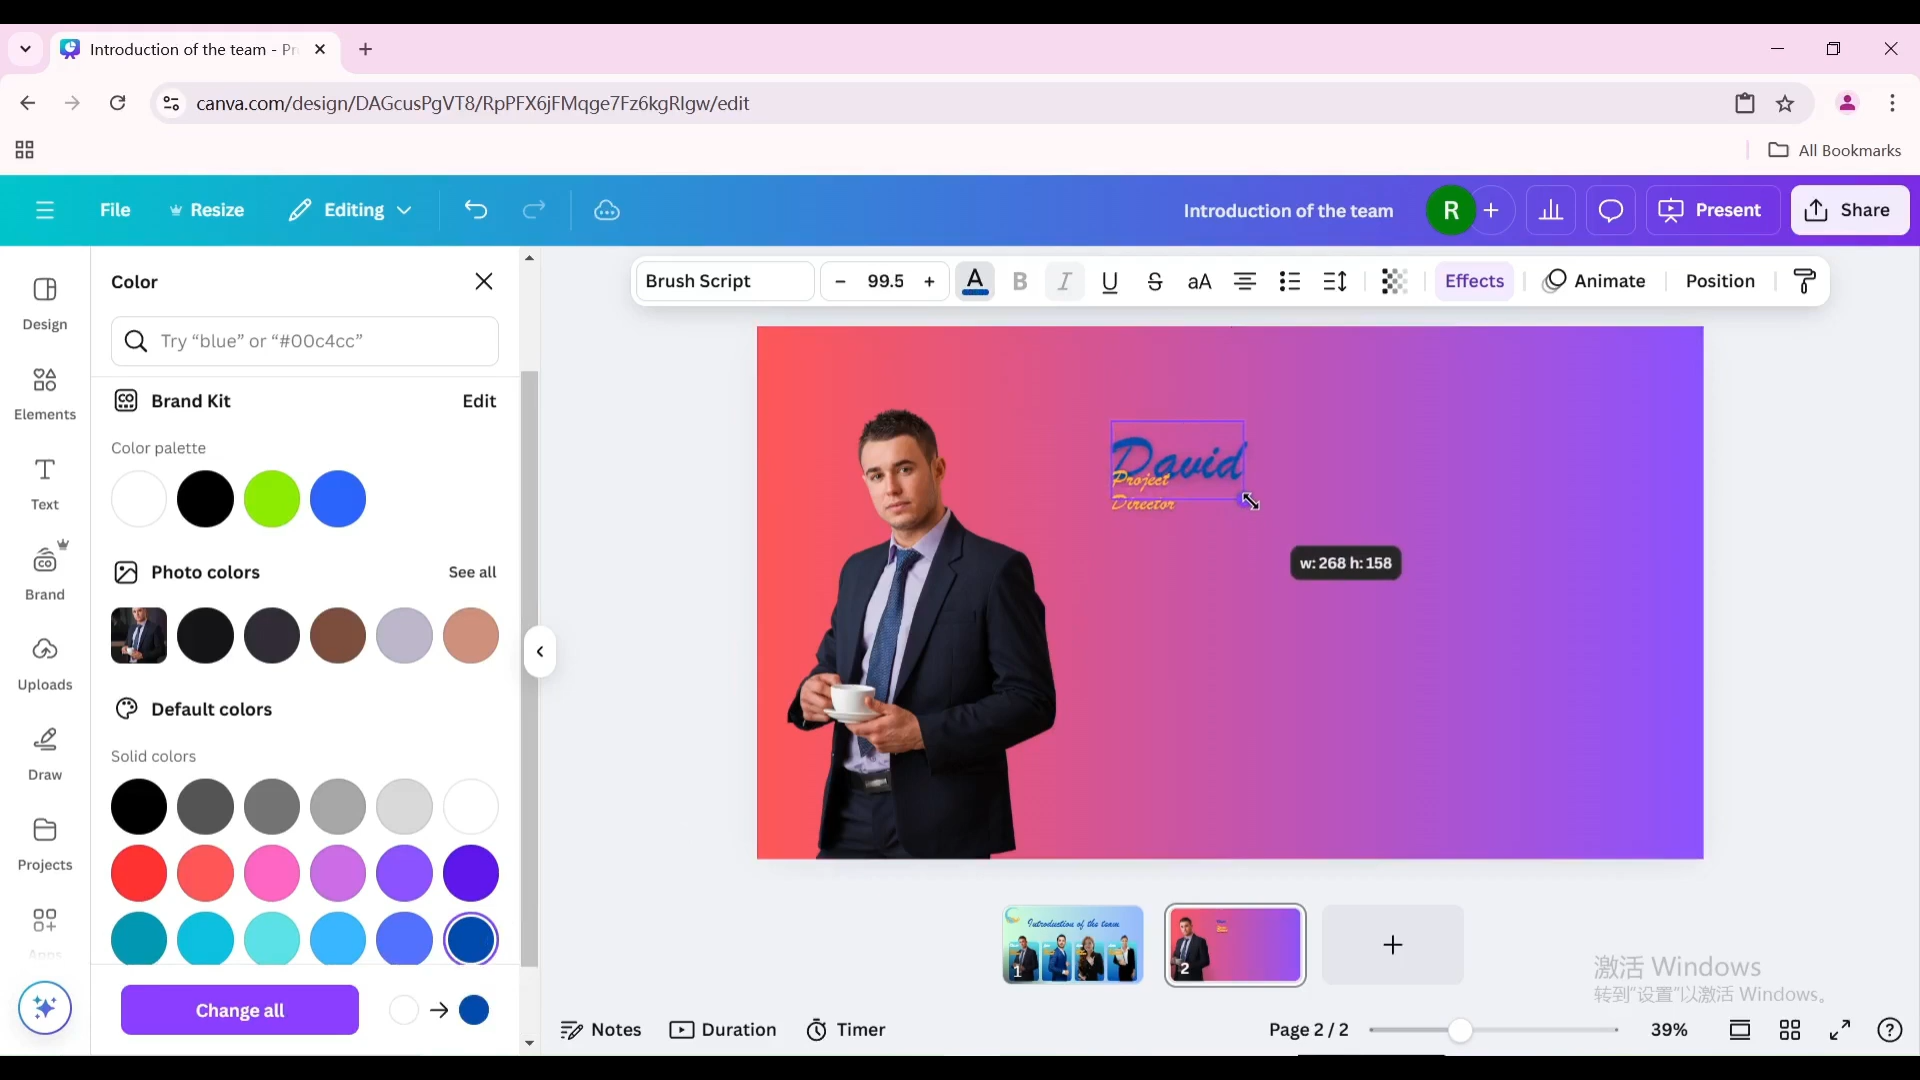 Introduction of the team - Pr
canva.com/design/DAGcusPgVT8/RpPFX6jFMqge7Fz6kgRIgw/edit
All Bookmarks
File
Resize
Editing
Introduction of the team
R
Present
Share
Design
Elements
Text
Brand
Uploads
Draw
Projects
Apps
Color
Try “blue” or “#00c4cc”
Brand Kit
Edit
Color palette
Photo colors
See all
Default colors
Solid colors
Change all
Brush Script
– 99.5 +
A B I U S aA
Effects
Animate
Position
David
Project
Director
w: 268 h: 158
Introduction of the team
1
2
激活 Windows
转到"设置"以激活 Windows。
Notes
Duration
Timer
Page 2 / 2
39%